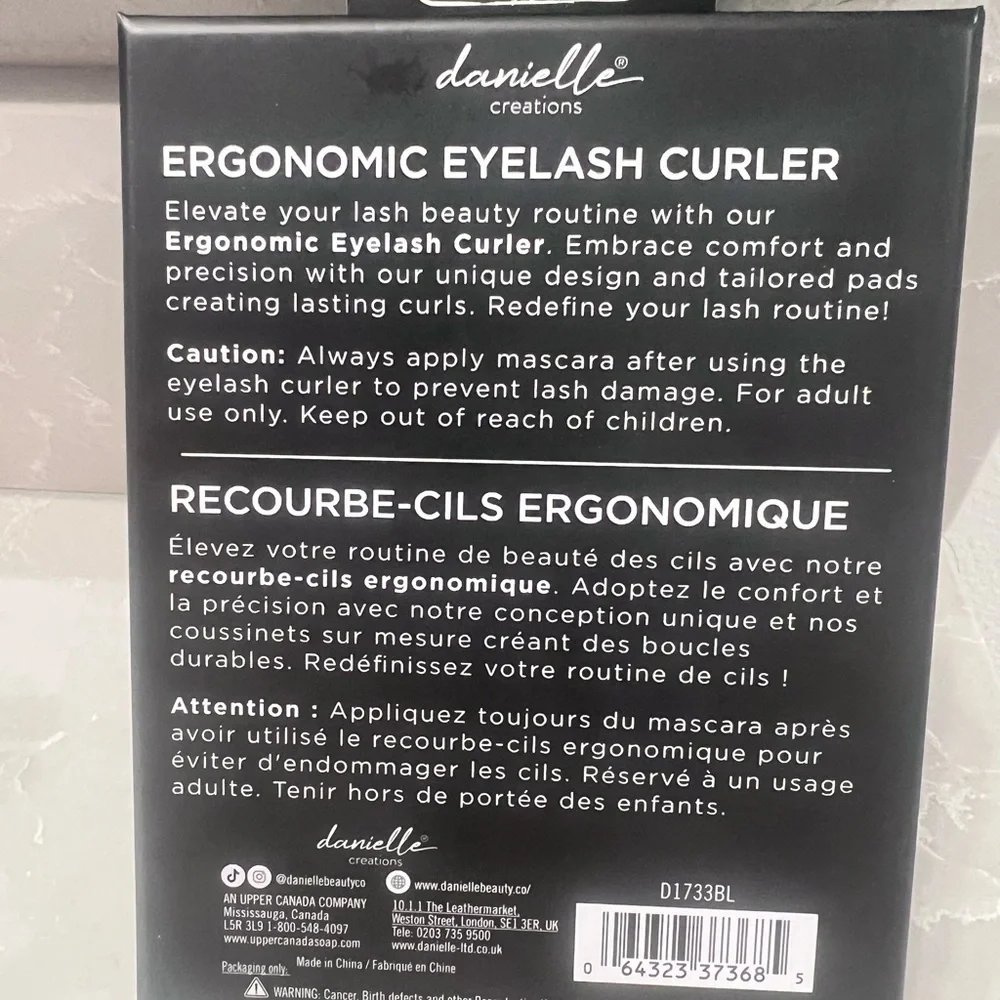 danielle®
creations
ERGONOMIC EYELASH CURLER
Elevate your lash beauty routine with our
Ergonomic Eyelash Curler. Embrace comfort and
precision with our unique design and tailored pads
creating lasting curls. Redefine your lash routine!
Caution: Always apply mascara after using the
eyelash curler to prevent lash damage. For adult
use only. Keep out of reach of children.
RECOURBE-CILS ERGONOMIQUE
Élevez votre routine de beauté des cils avec notre
recourbe-cils ergonomique. Adoptez le confort et
la précision avec notre conception unique et nos
coussinets sur mesure créant des boucles
durables. Redéfinissez votre routine de cils !
Attention : Appliquez toujours du mascara après
avoir utilisé le recourbe-cils ergonomique pour
éviter d'endommager les cils. Réservé à un usage
adulte. Tenir hors de portée des enfants.
danielle®
creations
@daniellebeautyco
AN UPPER CANADA COMPANY
Mississauga, Canada
L5R 3L9 1-800-548-4097
www.uppercanadasoap.com
www.daniellebeauty.co/
10.1.1 The Leathermarket,
Weston Street, London, SE1 3ER, UK
Tele: 0203 735 9500
www.danielle-ltd.co.uk
Packaging only. Made in China / Fabriqué en Chine
D1733BL
0 64323 37368 5
WARNING: Cancer, Birth defects and other